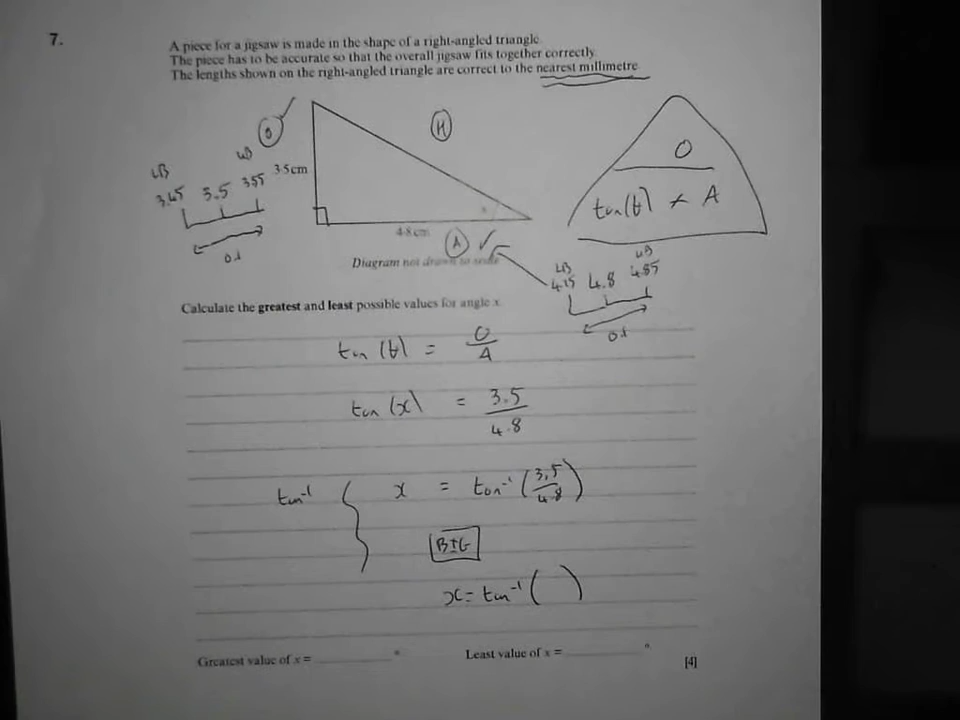 7.
A piece for a jigsaw is made in the shape of a right-angled triangle.
The piece has to be accurate so that the overall jigsaw fits together correctly.
The lengths shown on the right-angled triangle are correct to the nearest millimetre.
O
H
LB
UB
3.45 3.5 3.55
3.5cm
0.1
x
4.8cm
A
Diagram not drawn to scale
O
tan(θ) × A
LB
UB
4.75 4.8 4.85
0.1
Calculate the greatest and least possible values for angle x.
tan (θ) = O
A
tan (x) = 3.5
4.8
tan⁻¹ x = tan⁻¹ (3.5
4.8)
BIG
x = tan⁻¹ ( )
Greatest value of x = °
Least value of x = °
[4]